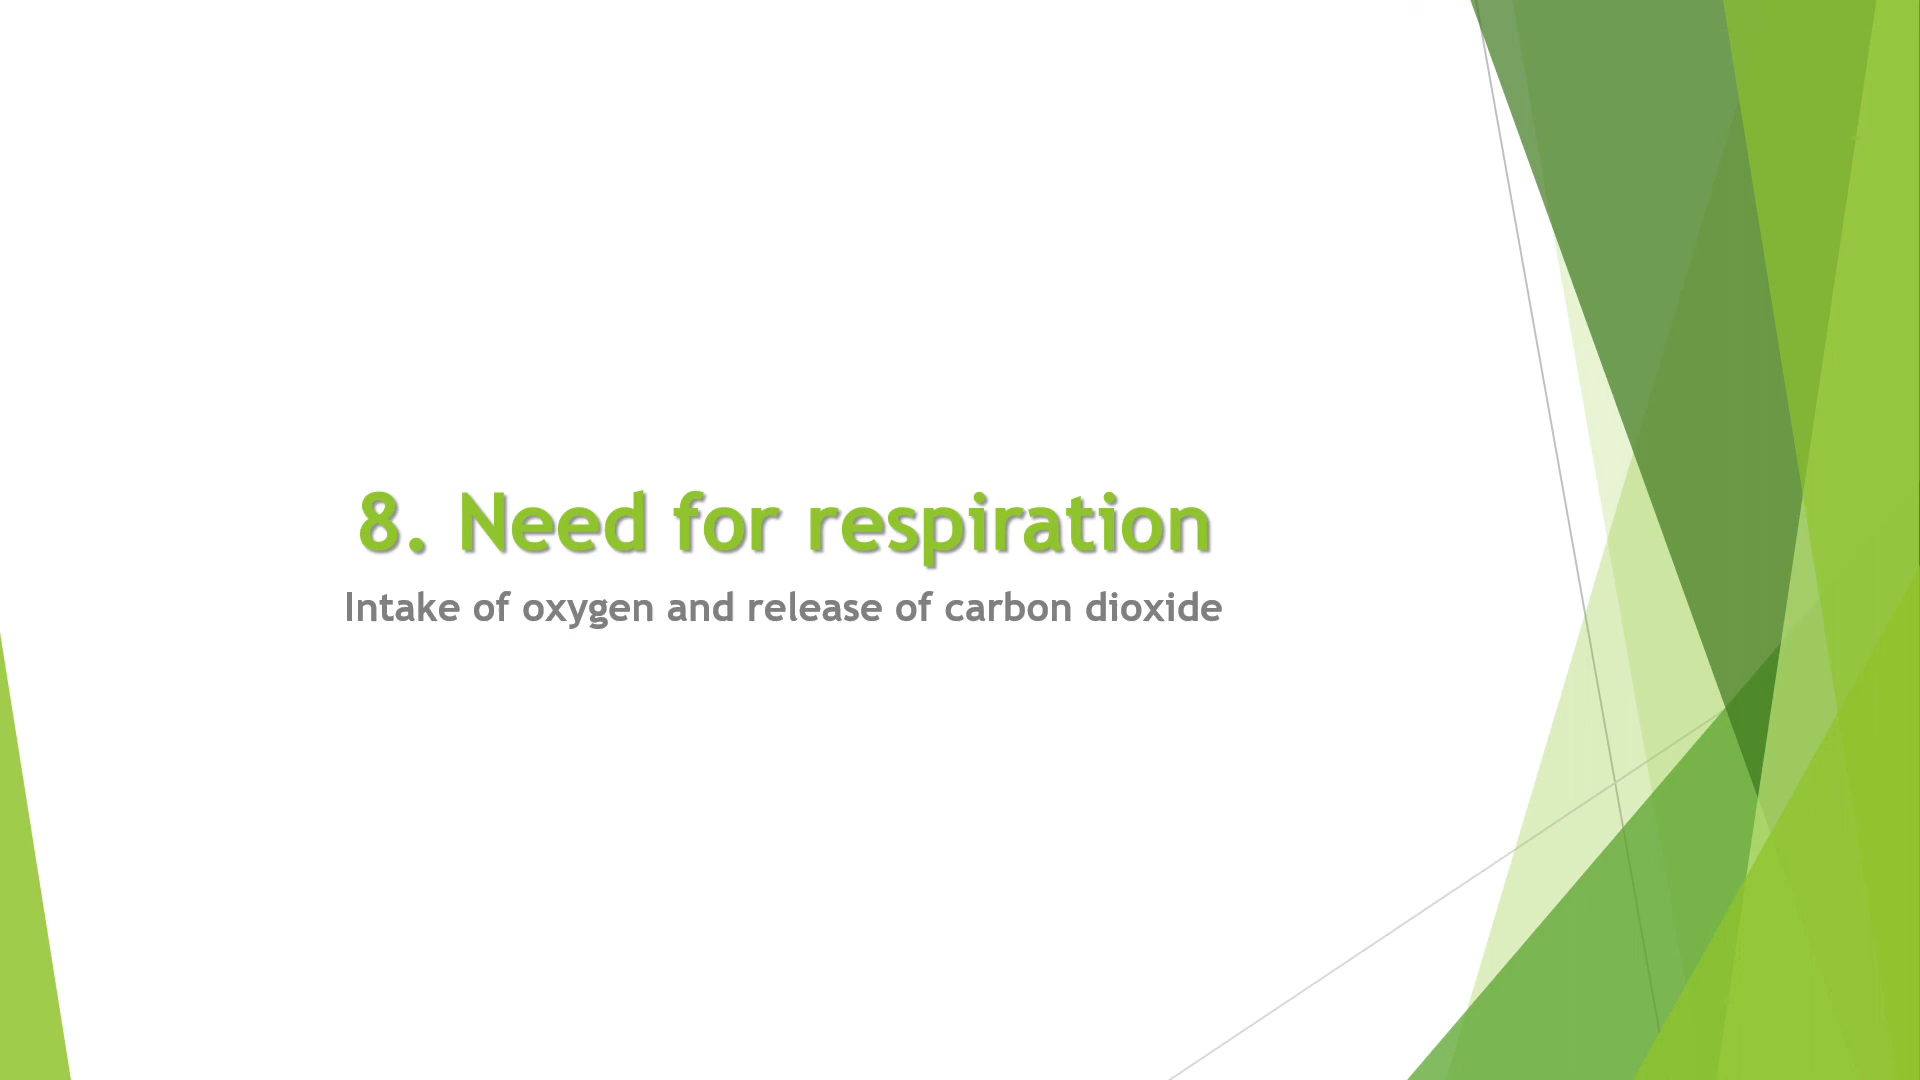 8. Need for respiration
Intake of oxygen and release of carbon dioxide